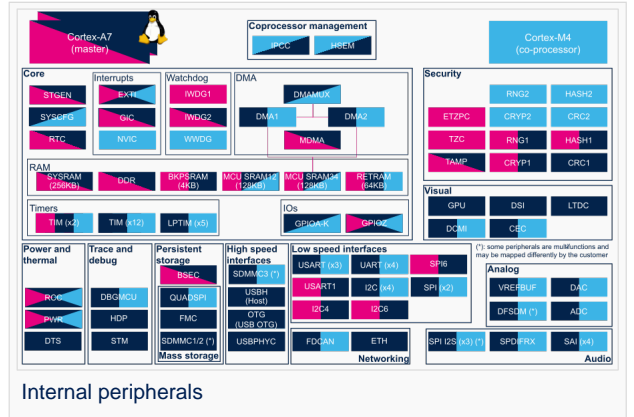 Cortex-A7
(master)
Coprocessor management
IPCC
HSEM
Cortex-M4
(co-processor)
Core
STGEN
SYSCFG
RTC
Interrupts
EXTI
GIC
NVIC
Watchdog
IWDG1
IWDG2
WWDG
DMA
DMAMUX
DMA1
DMA2
MDMA
RAM
SYSRAM
(256KB)
DDR
BKPSRAM
(4KB)
MCU SRAM12
(128KB)
MCU SRAM34
(128KB)
RETRAM
(64KB)
Timers
TIM (x2)
TIM (x12)
LPTIM (x5)
IOs
GPIOA-K
GPIOZ
Security
RNG2
HASH2
ETZPC
CRYP2
CRC2
TZC
RNG1
HASH1
TAMP
CRYP1
CRC1
Visual
GPU
DSI
LTDC
DCMI
CEC
(*): some peripherals are multifunctions and
may be mapped differently by the customer
Power and
thermal
RCC
PWR
DTS
Trace and
debug
DBGMCU
HDP
STM
Persistent
storage
BSEC
QUADSPI
FMC
SDMMC1/2 (*)
Mass storage
High speed
interfaces
SDMMC3 (*)
USBH
(Host)
OTG
(USB OTG)
USBPHYC
Low speed interfaces
USART (x3)
UART (x4)
SPI6
USART1
I2C (x4)
SPI (x2)
I2C4
I2C6
FDCAN
ETH
Networking
Analog
VREFBUF
DAC
DFSDM (*)
ADC
SPI I2S (x3) (*)
SPDIFRX
SAI (x4)
Audio
Internal peripherals